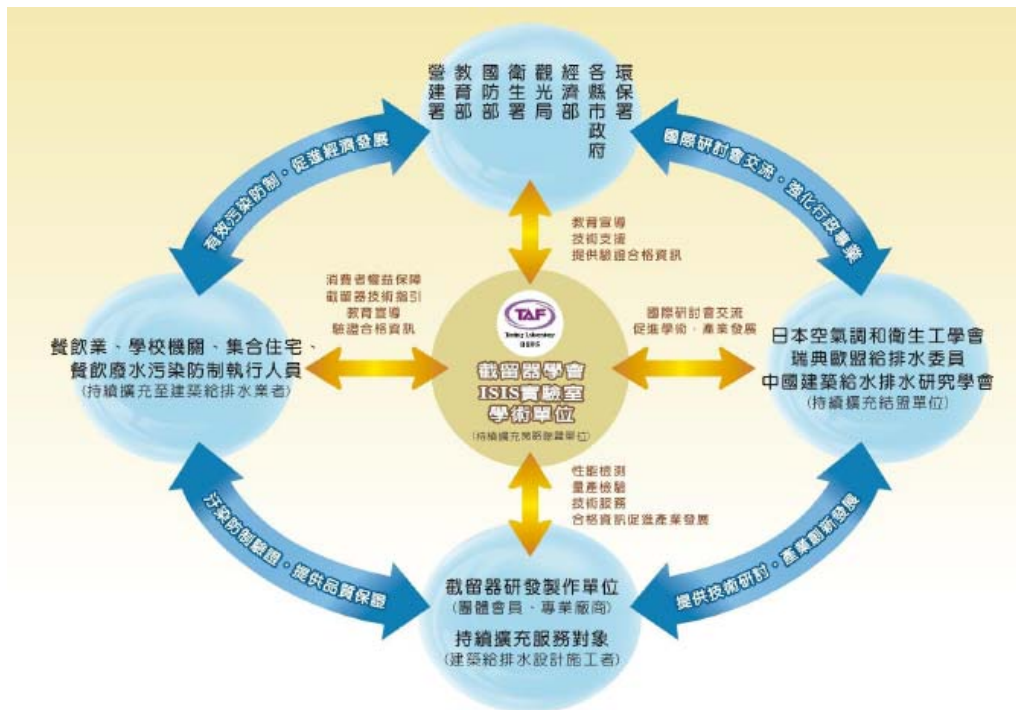 環保署
各縣市政府
經濟部
觀光局
衛生署
國防部
教育部
營建署
有效污染防制，促進經濟發展
國際研討會交流，強化行政專業
教育宣導
技術支援
提供驗證合格資訊
消費者權益保障
截留器技術指引
教育宣導
驗證合格資訊
TAF
Testing Laboratory
截留器學會
ISIS實驗室
學術單位
國際研討會交流
促進學術、產業發展
餐飲業、學校機關、集合住宅、
餐飲廢水污染防制執行人員
(持續擴充至建築給排水業者)
日本空氣調和衛生工學會
瑞典歐盟給排水委員
中國建築給水排水研究學會
(持續擴充結盟單位)
性能檢測
量產檢驗
技術服務
合格資訊促進產業發展
汙染防制驗證，提供品質保證
提供技術研討，產業創新發展
截留器研發製作單位
(團體會員、專業廠商)
持續擴充服務對象
(建築給排水設計施工者)